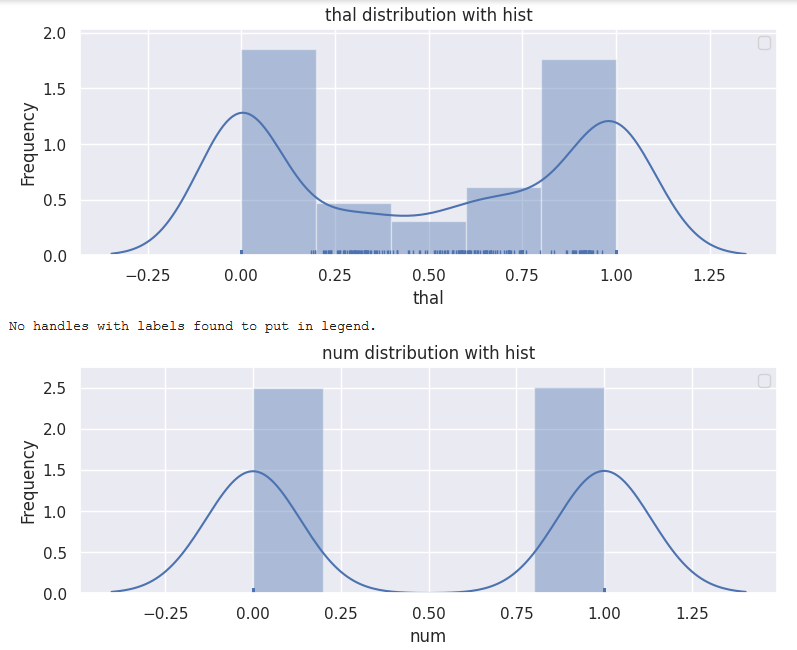 thal distribution with hist
2.0
1.5
1.0
0.5
0.0
Frequency
−0.25 0.00 0.25 0.50 0.75 1.00 1.25
thal
No handles with labels found to put in legend.
num distribution with hist
2.5
2.0
1.5
1.0
0.5
0.0
Frequency
−0.25 0.00 0.25 0.50 0.75 1.00 1.25
num